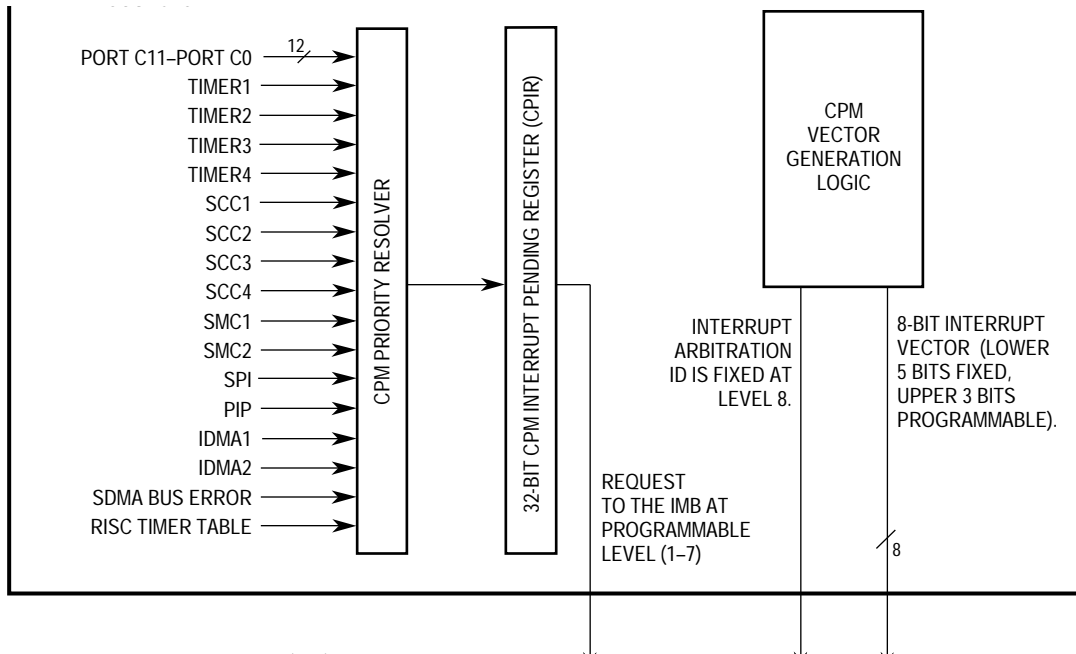 PORT C11–PORT C0
12
TIMER1
TIMER2
TIMER3
TIMER4
SCC1
SCC2
SCC3
SCC4
SMC1
SMC2
SPI
PIP
IDMA1
IDMA2
SDMA BUS ERROR
RISC TIMER TABLE
CPM PRIORITY RESOLVER
32-BIT CPM INTERRUPT PENDING REGISTER (CPIR)
REQUEST
TO THE IMB AT
PROGRAMMABLE
LEVEL (1–7)
CPM
VECTOR
GENERATION
LOGIC
INTERRUPT
ARBITRATION
ID IS FIXED AT
LEVEL 8.
8-BIT INTERRUPT
VECTOR (LOWER
5 BITS FIXED,
UPPER 3 BITS
PROGRAMMABLE).
8